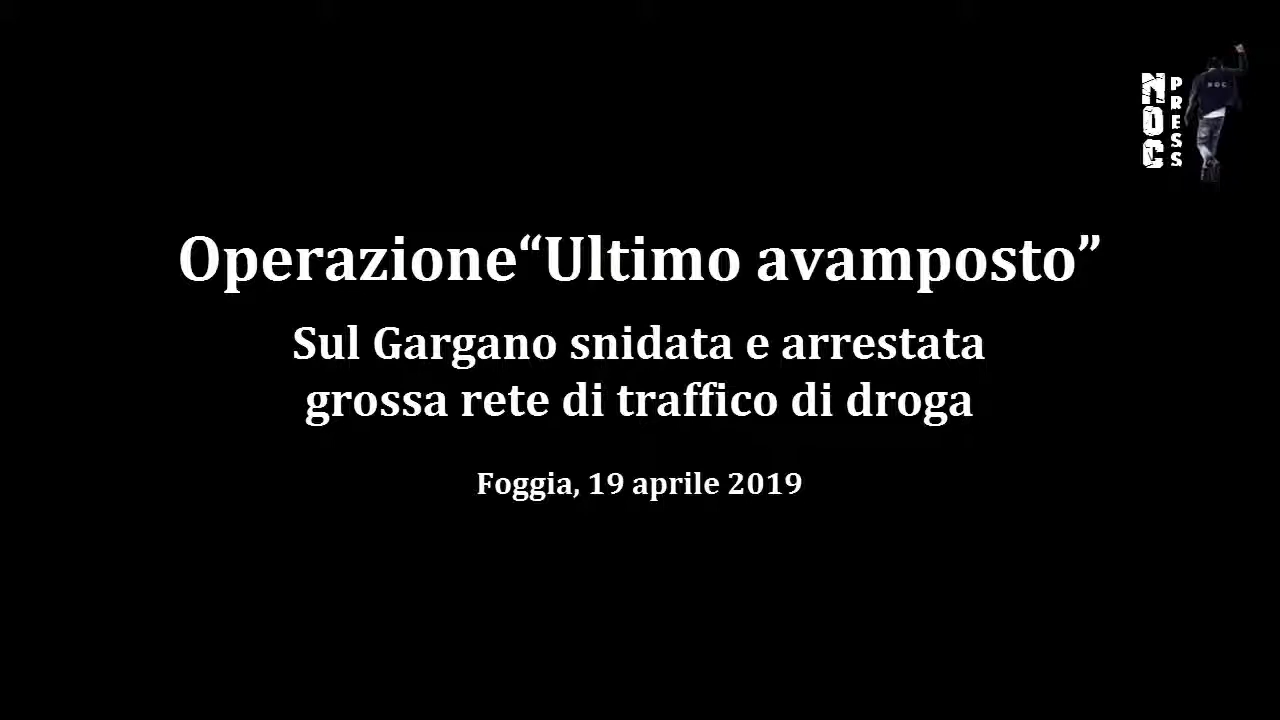 NOC
PRESS
NOC
Operazione“Ultimo avamposto”
Sul Gargano snidata e arrestata
grossa rete di traffico di droga
Foggia, 19 aprile 2019